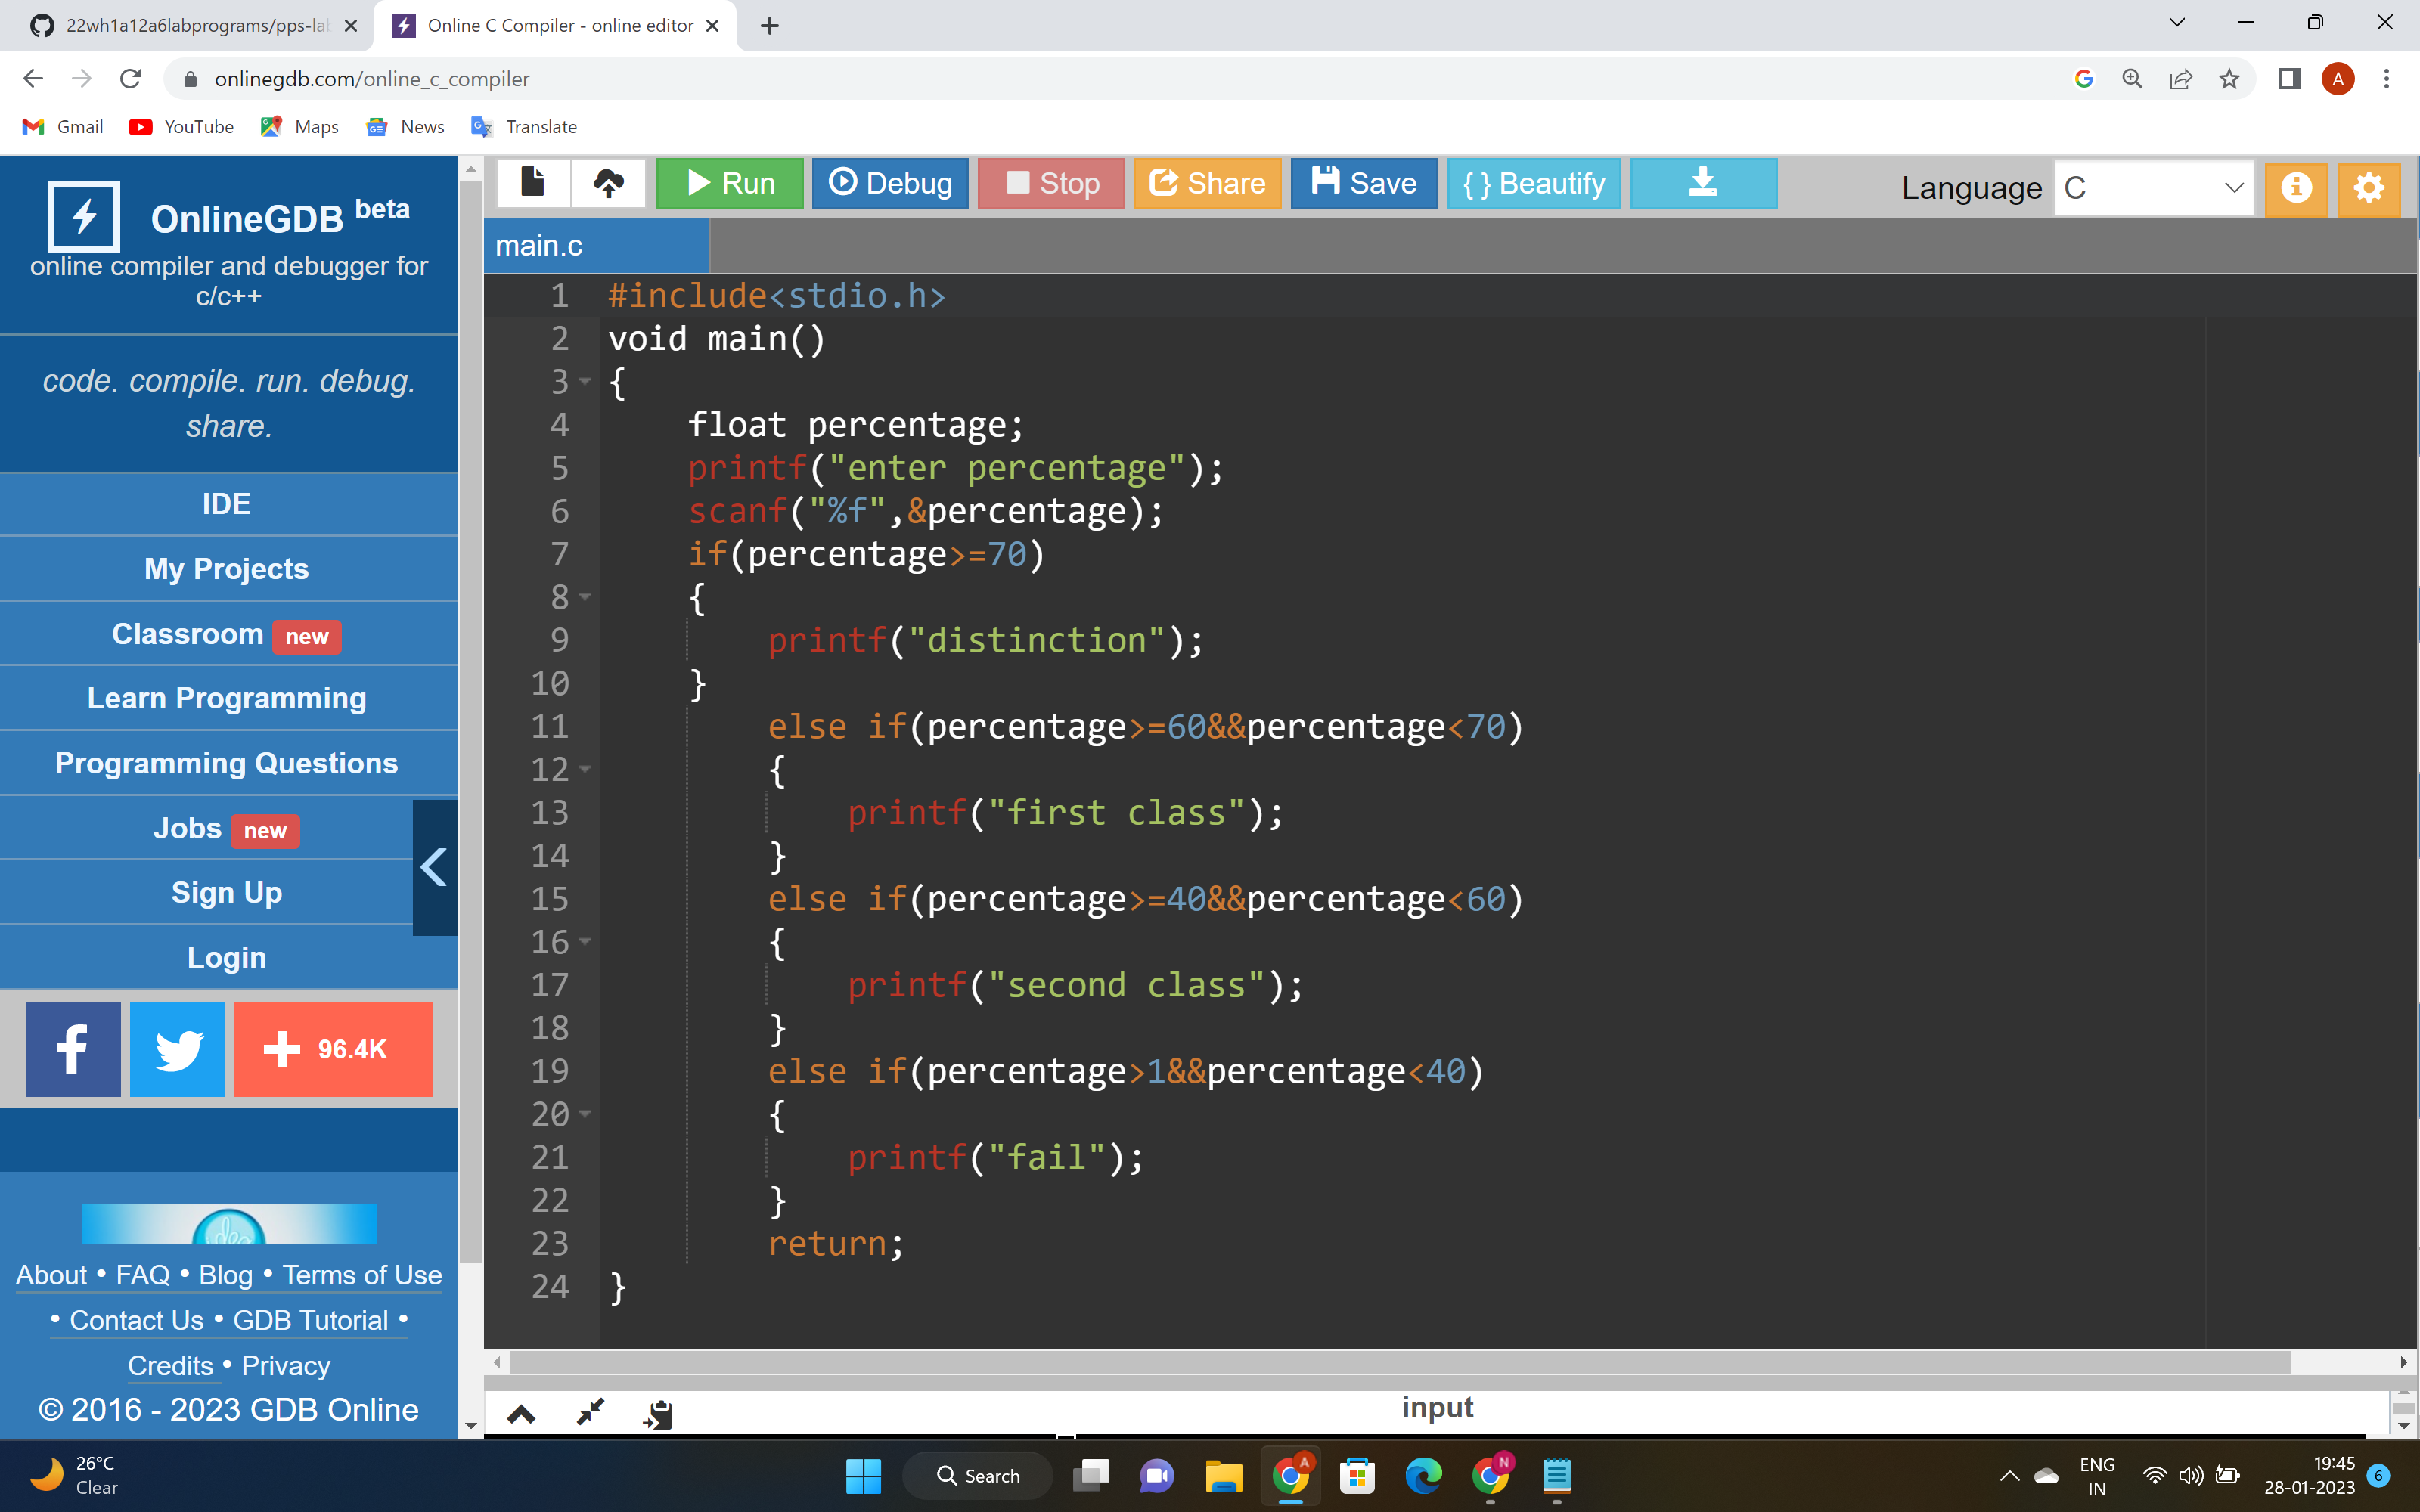 22wh1a12a6labprograms/pps-lab
Online C Compiler - online editor
onlinegdb.com/online_c_compiler
A
Gmail
YouTube
Maps
News
Translate
OnlineGDB beta
online compiler and debugger for
c/c++
code. compile. run. debug.
share.
IDE
My Projects
Classroom new
Learn Programming
Programming Questions
Jobs new
Sign Up
Login
96.4K
About • FAQ • Blog • Terms of Use
• Contact Us • GDB Tutorial •
Credits • Privacy
© 2016 - 2023 GDB Online
Run
Debug
Stop
Share
Save
{ } Beautify
Language C
main.c
1 #include<stdio.h>
2 void main()
3 {
4 float percentage;
5 printf("enter percentage");
6 scanf("%f",&percentage);
7 if(percentage>=70)
8 {
9 printf("distinction");
10 }
11 else if(percentage>=60&&percentage<70)
12 {
13 printf("first class");
14 }
15 else if(percentage>=40&&percentage<60)
16 {
17 printf("second class");
18 }
19 else if(percentage>1&&percentage<40)
20 {
21 printf("fail");
22 }
23 return;
24 }
input
26°C
Clear
Search
A
N
ENG
IN
19:45
28-01-2023
6